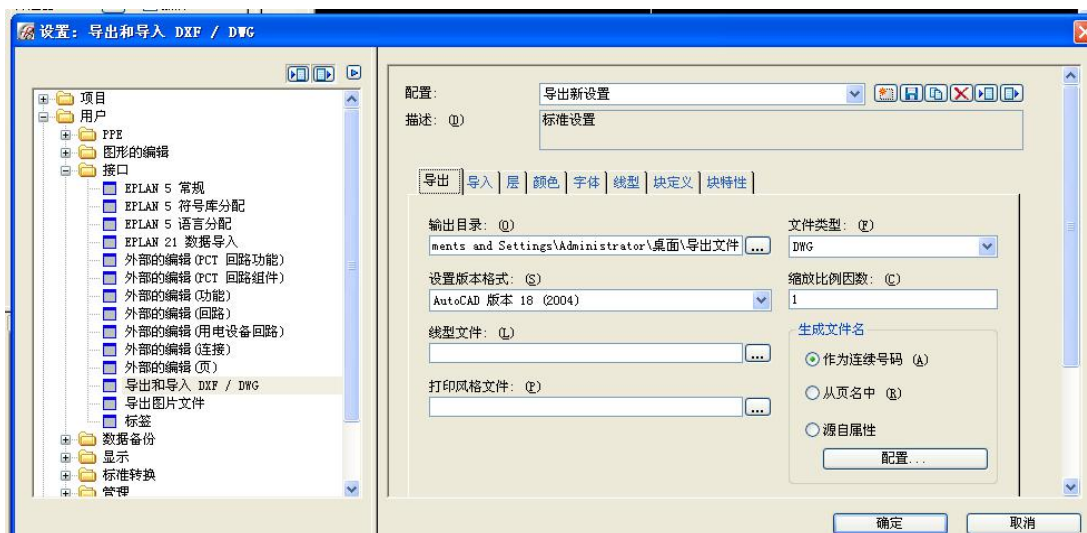 设置: 导出和导入 DXF / DWG
项目
用户
PPE
图形的编辑
接口
EPLAN 5 常规
EPLAN 5 符号库分配
EPLAN 5 语言分配
EPLAN 21 数据导入
外部的编辑(PCT 回路功能)
外部的编辑(PCT 回路组件)
外部的编辑(功能)
外部的编辑(回路)
外部的编辑(用电设备回路)
外部的编辑(连接)
外部的编辑(页)
导出和导入 DXF / DWG
导出图片文件
标签
数据备份
显示
标准转换
管理
配置: 导出新设置
描述: (D) 标准设置
导出 导入 层 颜色 字体 线型 块定义 块特性
输出目录: (O) 文件类型: (F)
ments and Settings\Administrator\桌面\导出文件 ... DWG
设置版本格式: (S) 缩放比例因数: (C)
AutoCAD 版本 18 (2004) 1
线型文件: (L) 生成文件名
... 作为连续号码 (A)
打印风格文件: (P) 从页名中 (R)
... 源自属性
配置...
确定 取消